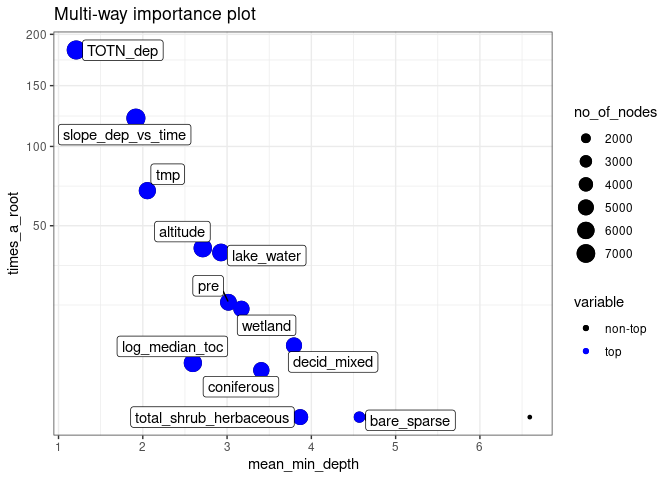 Multi-way importance plot
200
150
100
50
times_a_root
TOTN_dep
slope_dep_vs_time
tmp
altitude
lake_water
pre
wetland
log_median_toc
decid_mixed
coniferous
total_shrub_herbaceous
bare_sparse
1 2 3 4 5 6
mean_min_depth
no_of_nodes
2000
3000
4000
5000
6000
7000
variable
non-top
top